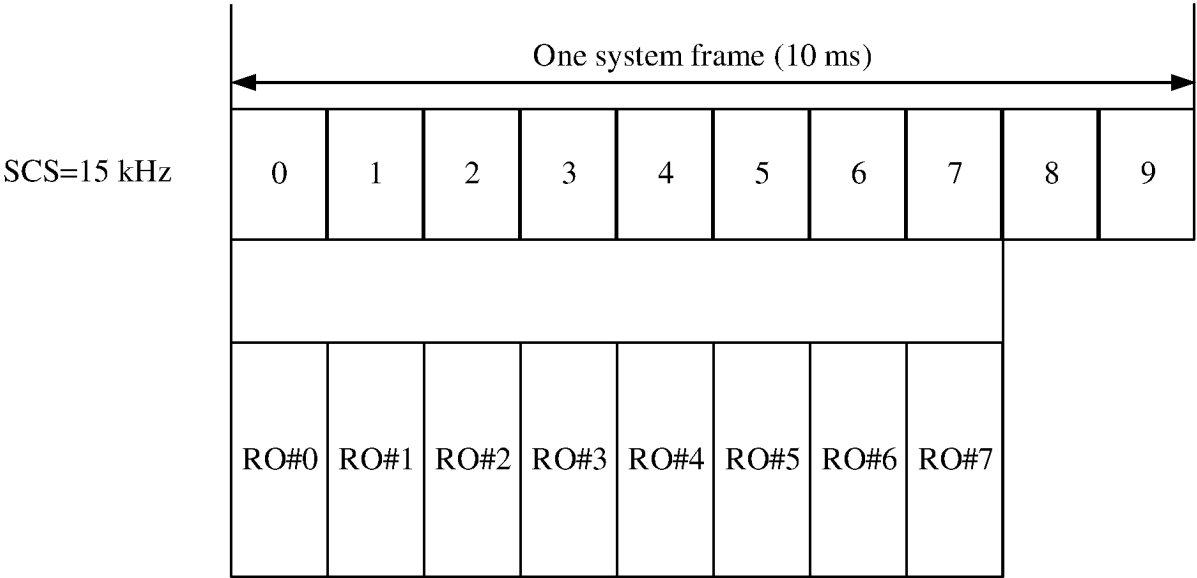 One system frame (10 ms)
SCS=15 kHz 0 1 2 3 4 5 6 7 8 9
RO#0 RO#1 RO#2 RO#3 RO#4 RO#5 RO#6 RO#7